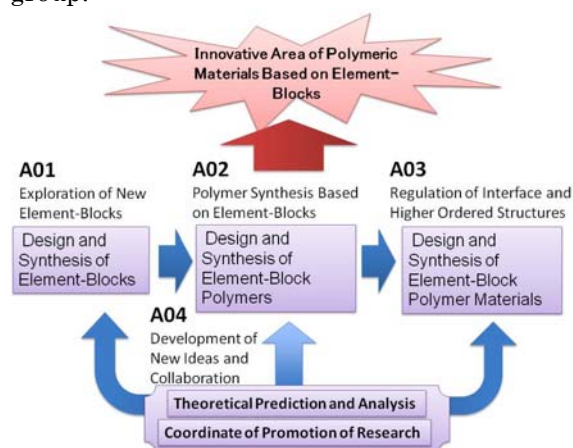 group.
Innovative Area of Polymeric
Materials Based on Element-
Blocks
A01
Exploration of New
Element-Blocks
Design and
Synthesis of
Element-Blocks
A02
Polymer Synthesis Based
on Element-Blocks
Design and
Synthesis of
Element-Block
Polymers
A03
Regulation of Interface and
Higher Ordered Structures
Design and
Synthesis of
Element-Block
Polymer Materials
A04
Development of
New Ideas and
Collaboration
Theoretical Prediction and Analysis
Coordinate of Promotion of Research